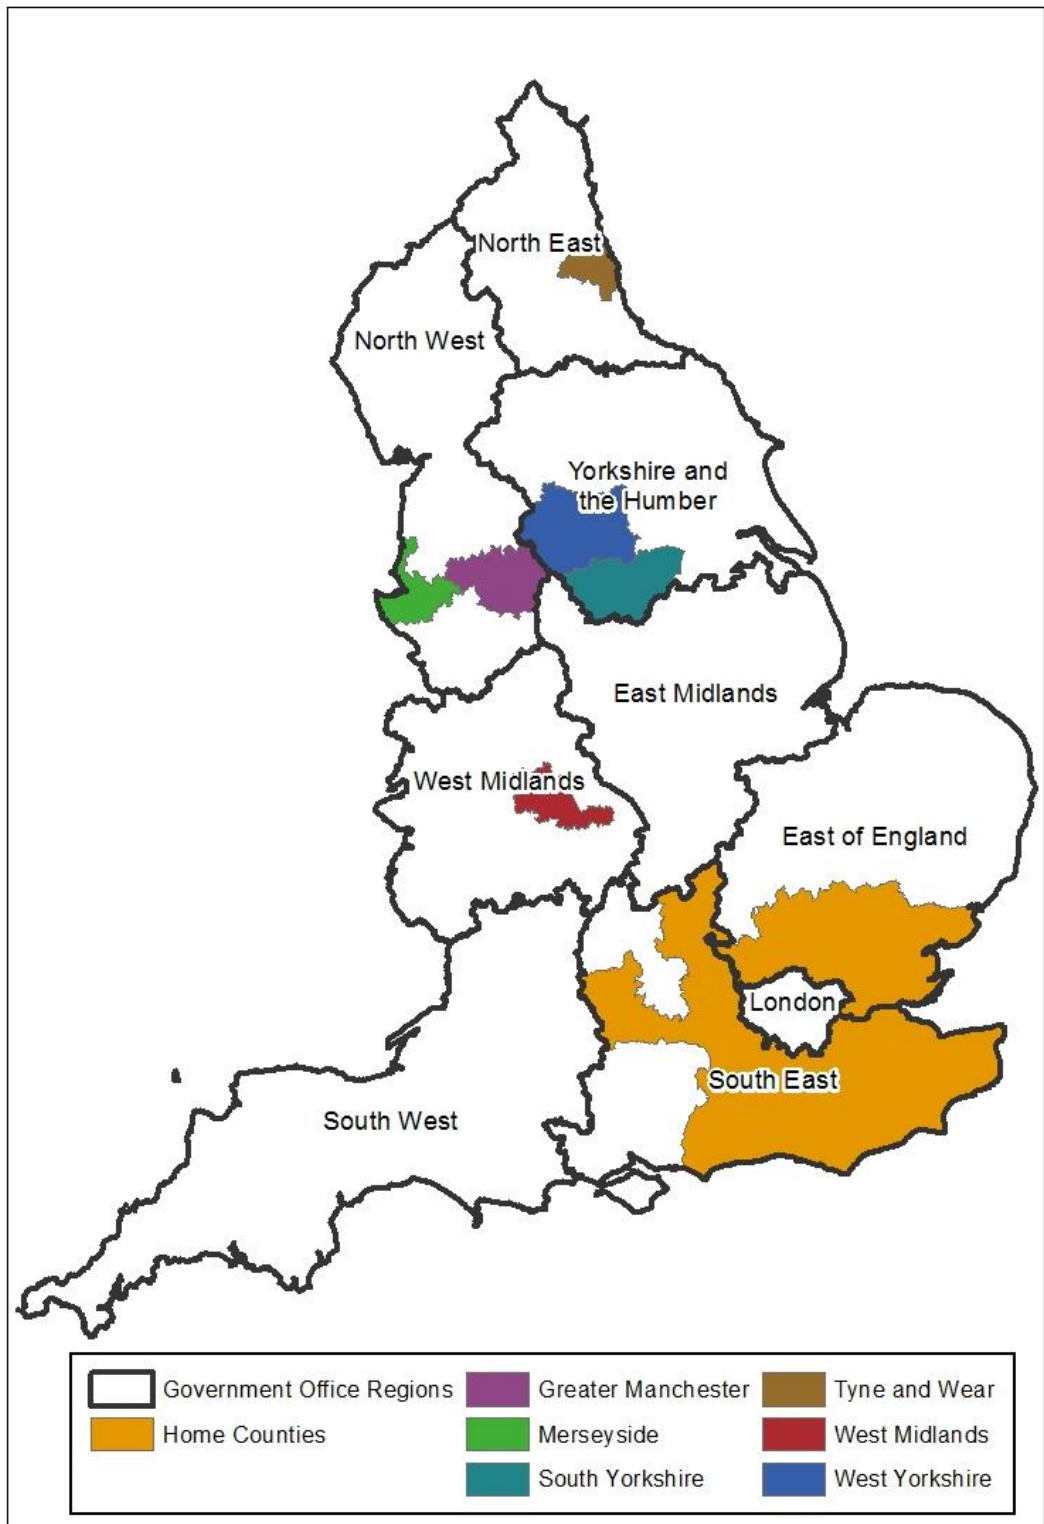 North East
North West
Yorkshire and
the Humber
East Midlands
West Midlands
East of England
London
South East
South West
Government Office Regions
Greater Manchester
Tyne and Wear
Home Counties
Merseyside
West Midlands
South Yorkshire
West Yorkshire